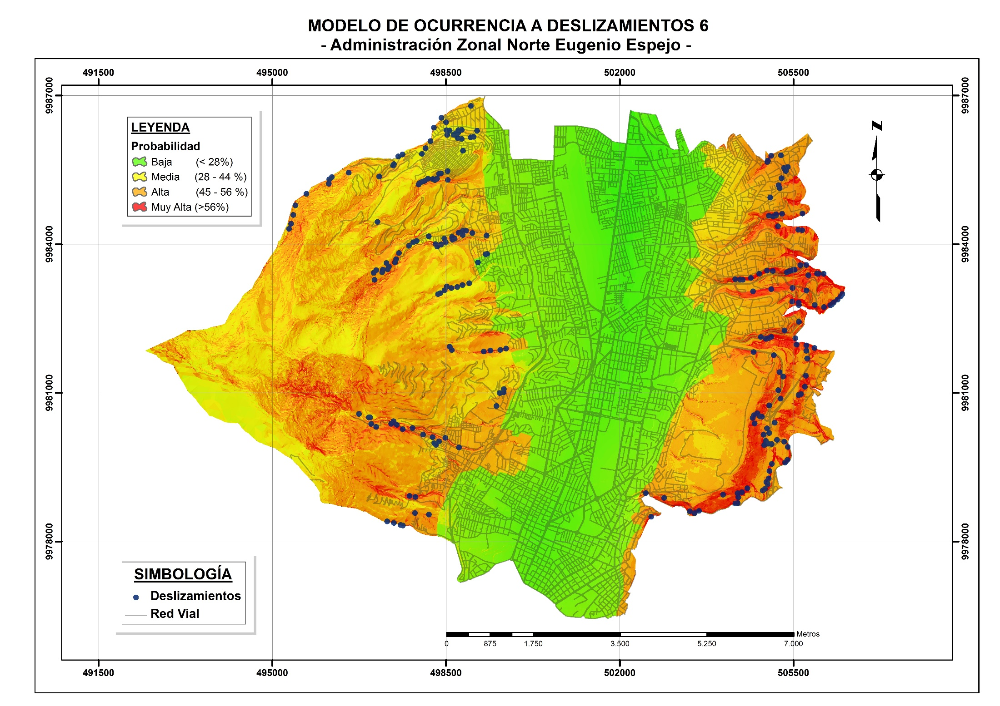 MODELO DE OCURRENCIA A DESLIZAMIENTOS 6
- Administración Zonal Norte Eugenio Espejo -
491500 495000 498500 502000 505500
9987000 9987000
LEYENDA
Probabilidad
Baja (< 28%)
Media (28 - 44 %)
Alta (45 - 56 %)
Muy Alta (>56%)
N
9984000 9984000
9981000 9981000
9978000 9978000
SIMBOLOGÍA
Deslizamientos
Red Vial
Metros
0 875 1.750 3.500 5.250 7.000
491500 495000 498500 502000 505500